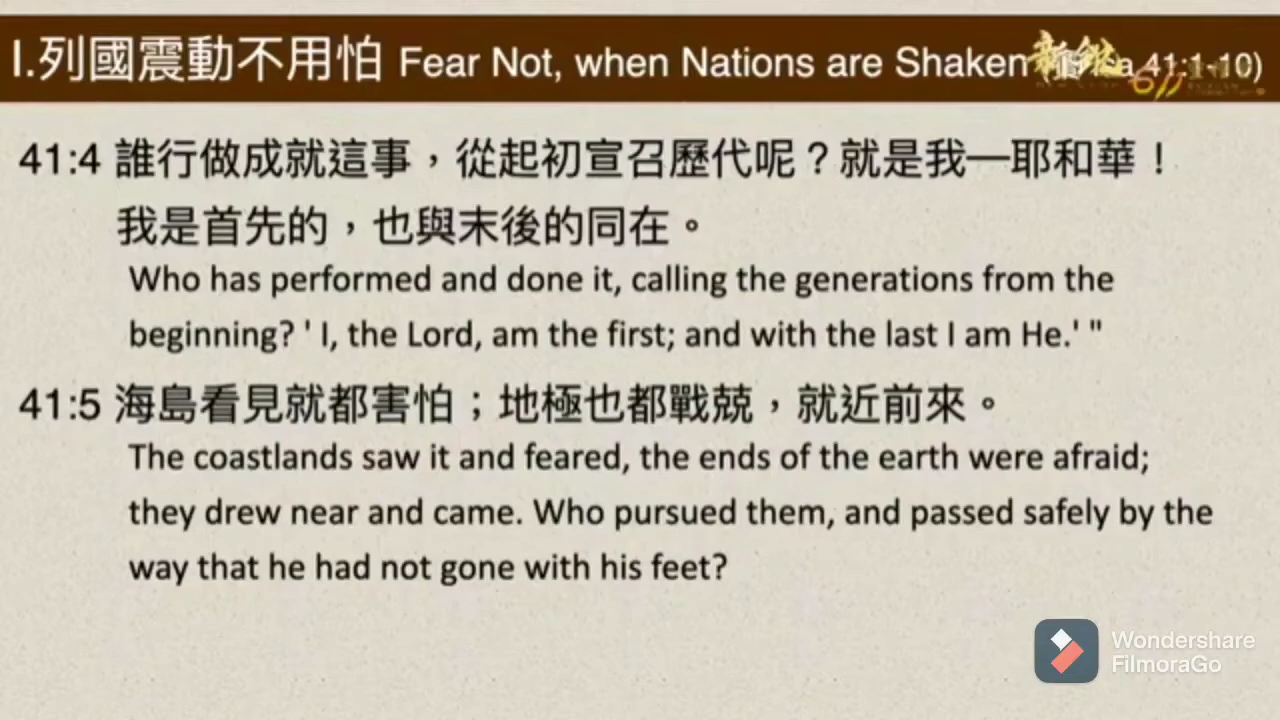 I.列國震動不用怕 Fear Not, when Nations are Shaken 41:1-10)
41:4 誰行做成就這事，從起初宣召歷代呢？就是我—耶和華！
我是首先的，也與末後的同在。
Who has performed and done it, calling the generations from the
beginning? ' I, the Lord, am the first; and with the last I am He.' "
41:5 海島看見就都害怕；地極也都戰兢，就近前來。
The coastlands saw it and feared, the ends of the earth were afraid;
they drew near and came. Who pursued them, and passed safely by the
way that he had not gone with his feet?
Wondershare
FilmoraGo